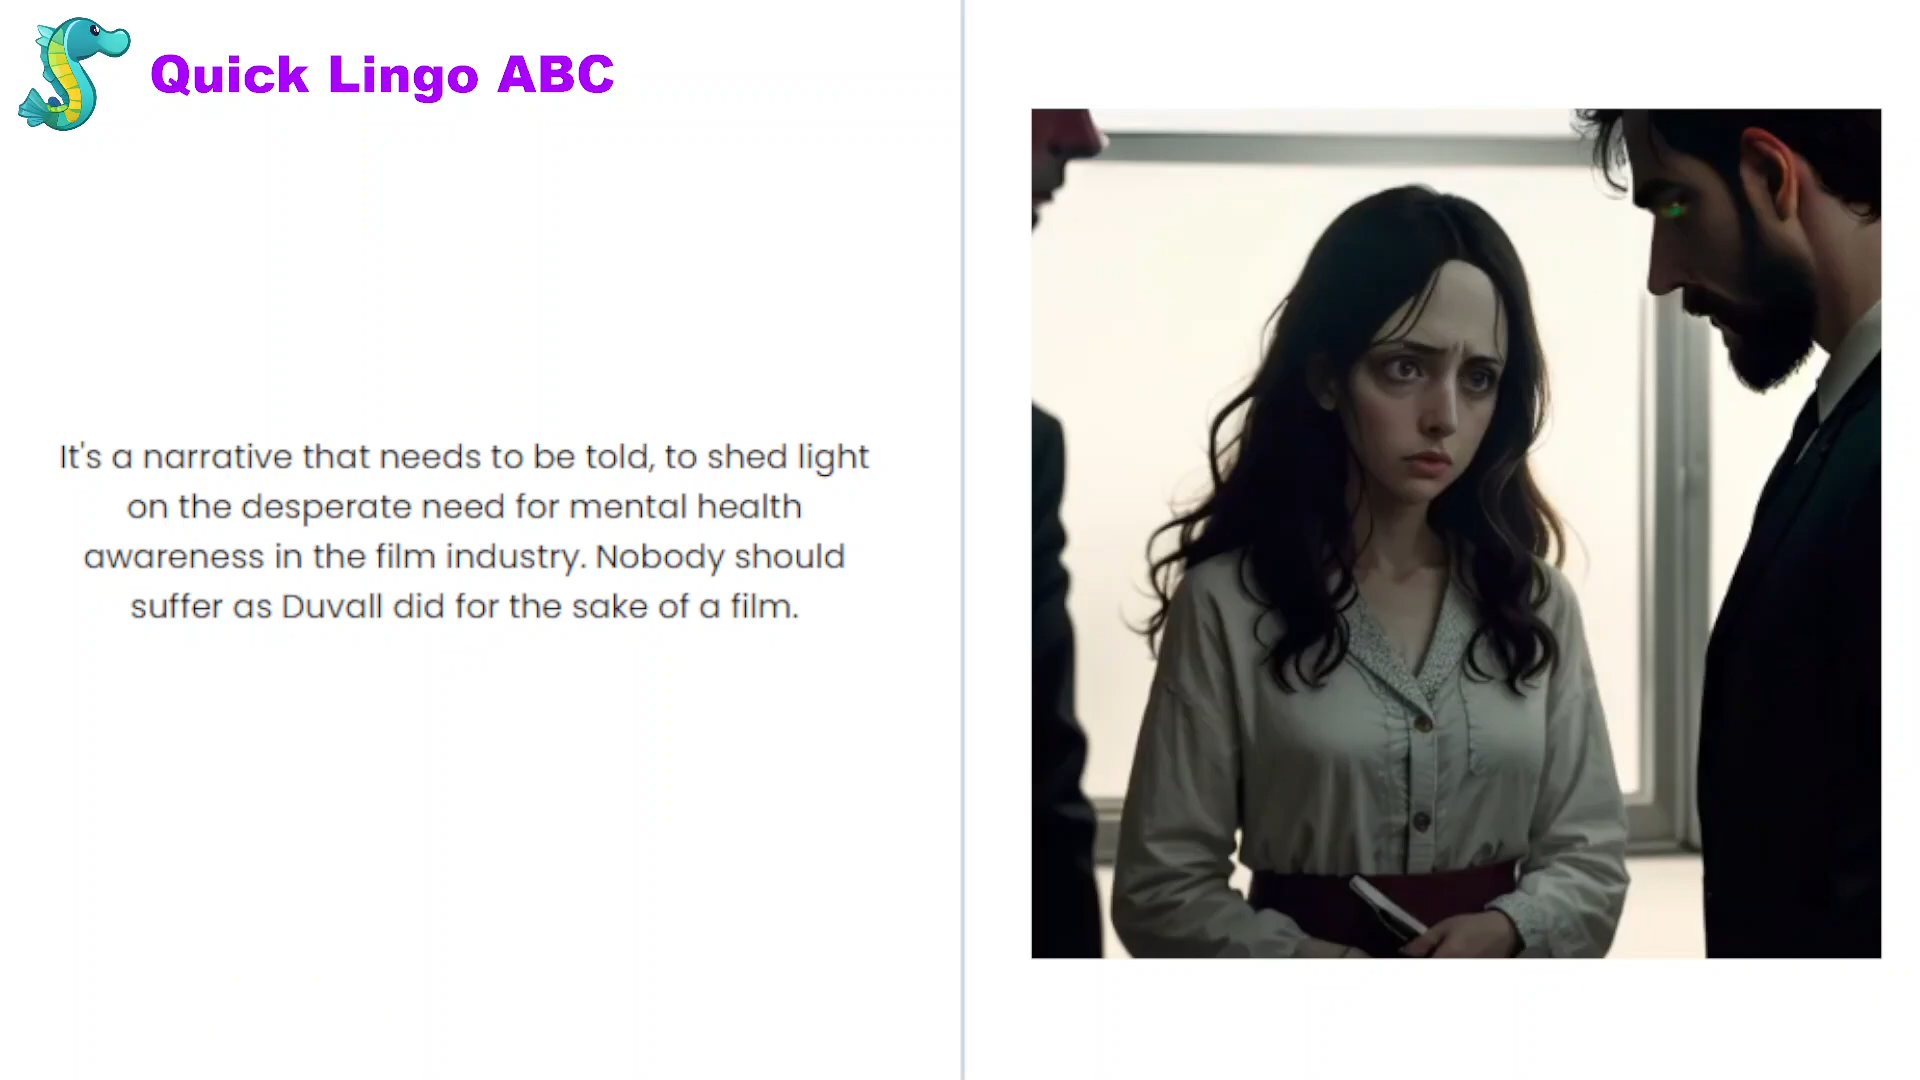 Quick Lingo ABC
It's a narrative that needs to be told, to shed light
on the desperate need for mental health
awareness in the film industry. Nobody should
suffer as Duvall did for the sake of a film.